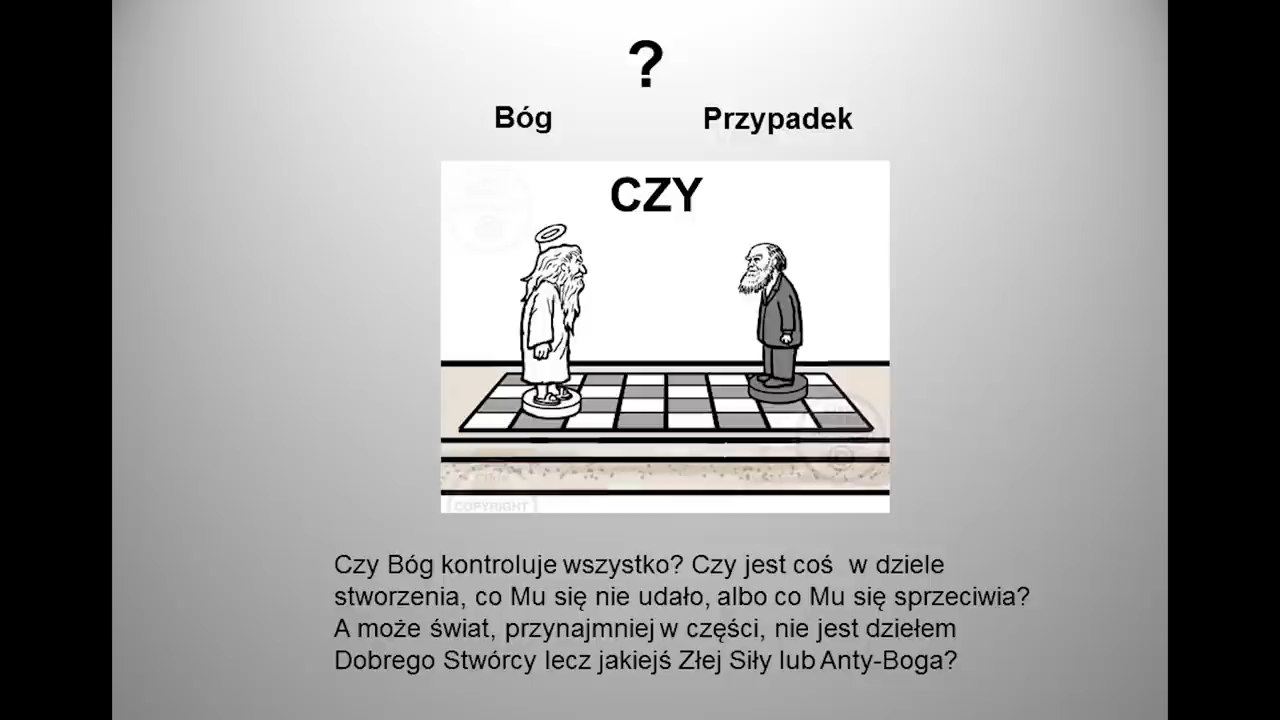 ?
Bóg Przypadek
CZY
COPYRIGHT
Czy Bóg kontroluje wszystko? Czy jest coś w dziele
stworzenia, co Mu się nie udało, albo co Mu się sprzeciwia?
A może świat, przynajmniej w części, nie jest dziełem
Dobrego Stwórcy lecz jakiejś Złej Siły lub Anty-Boga?